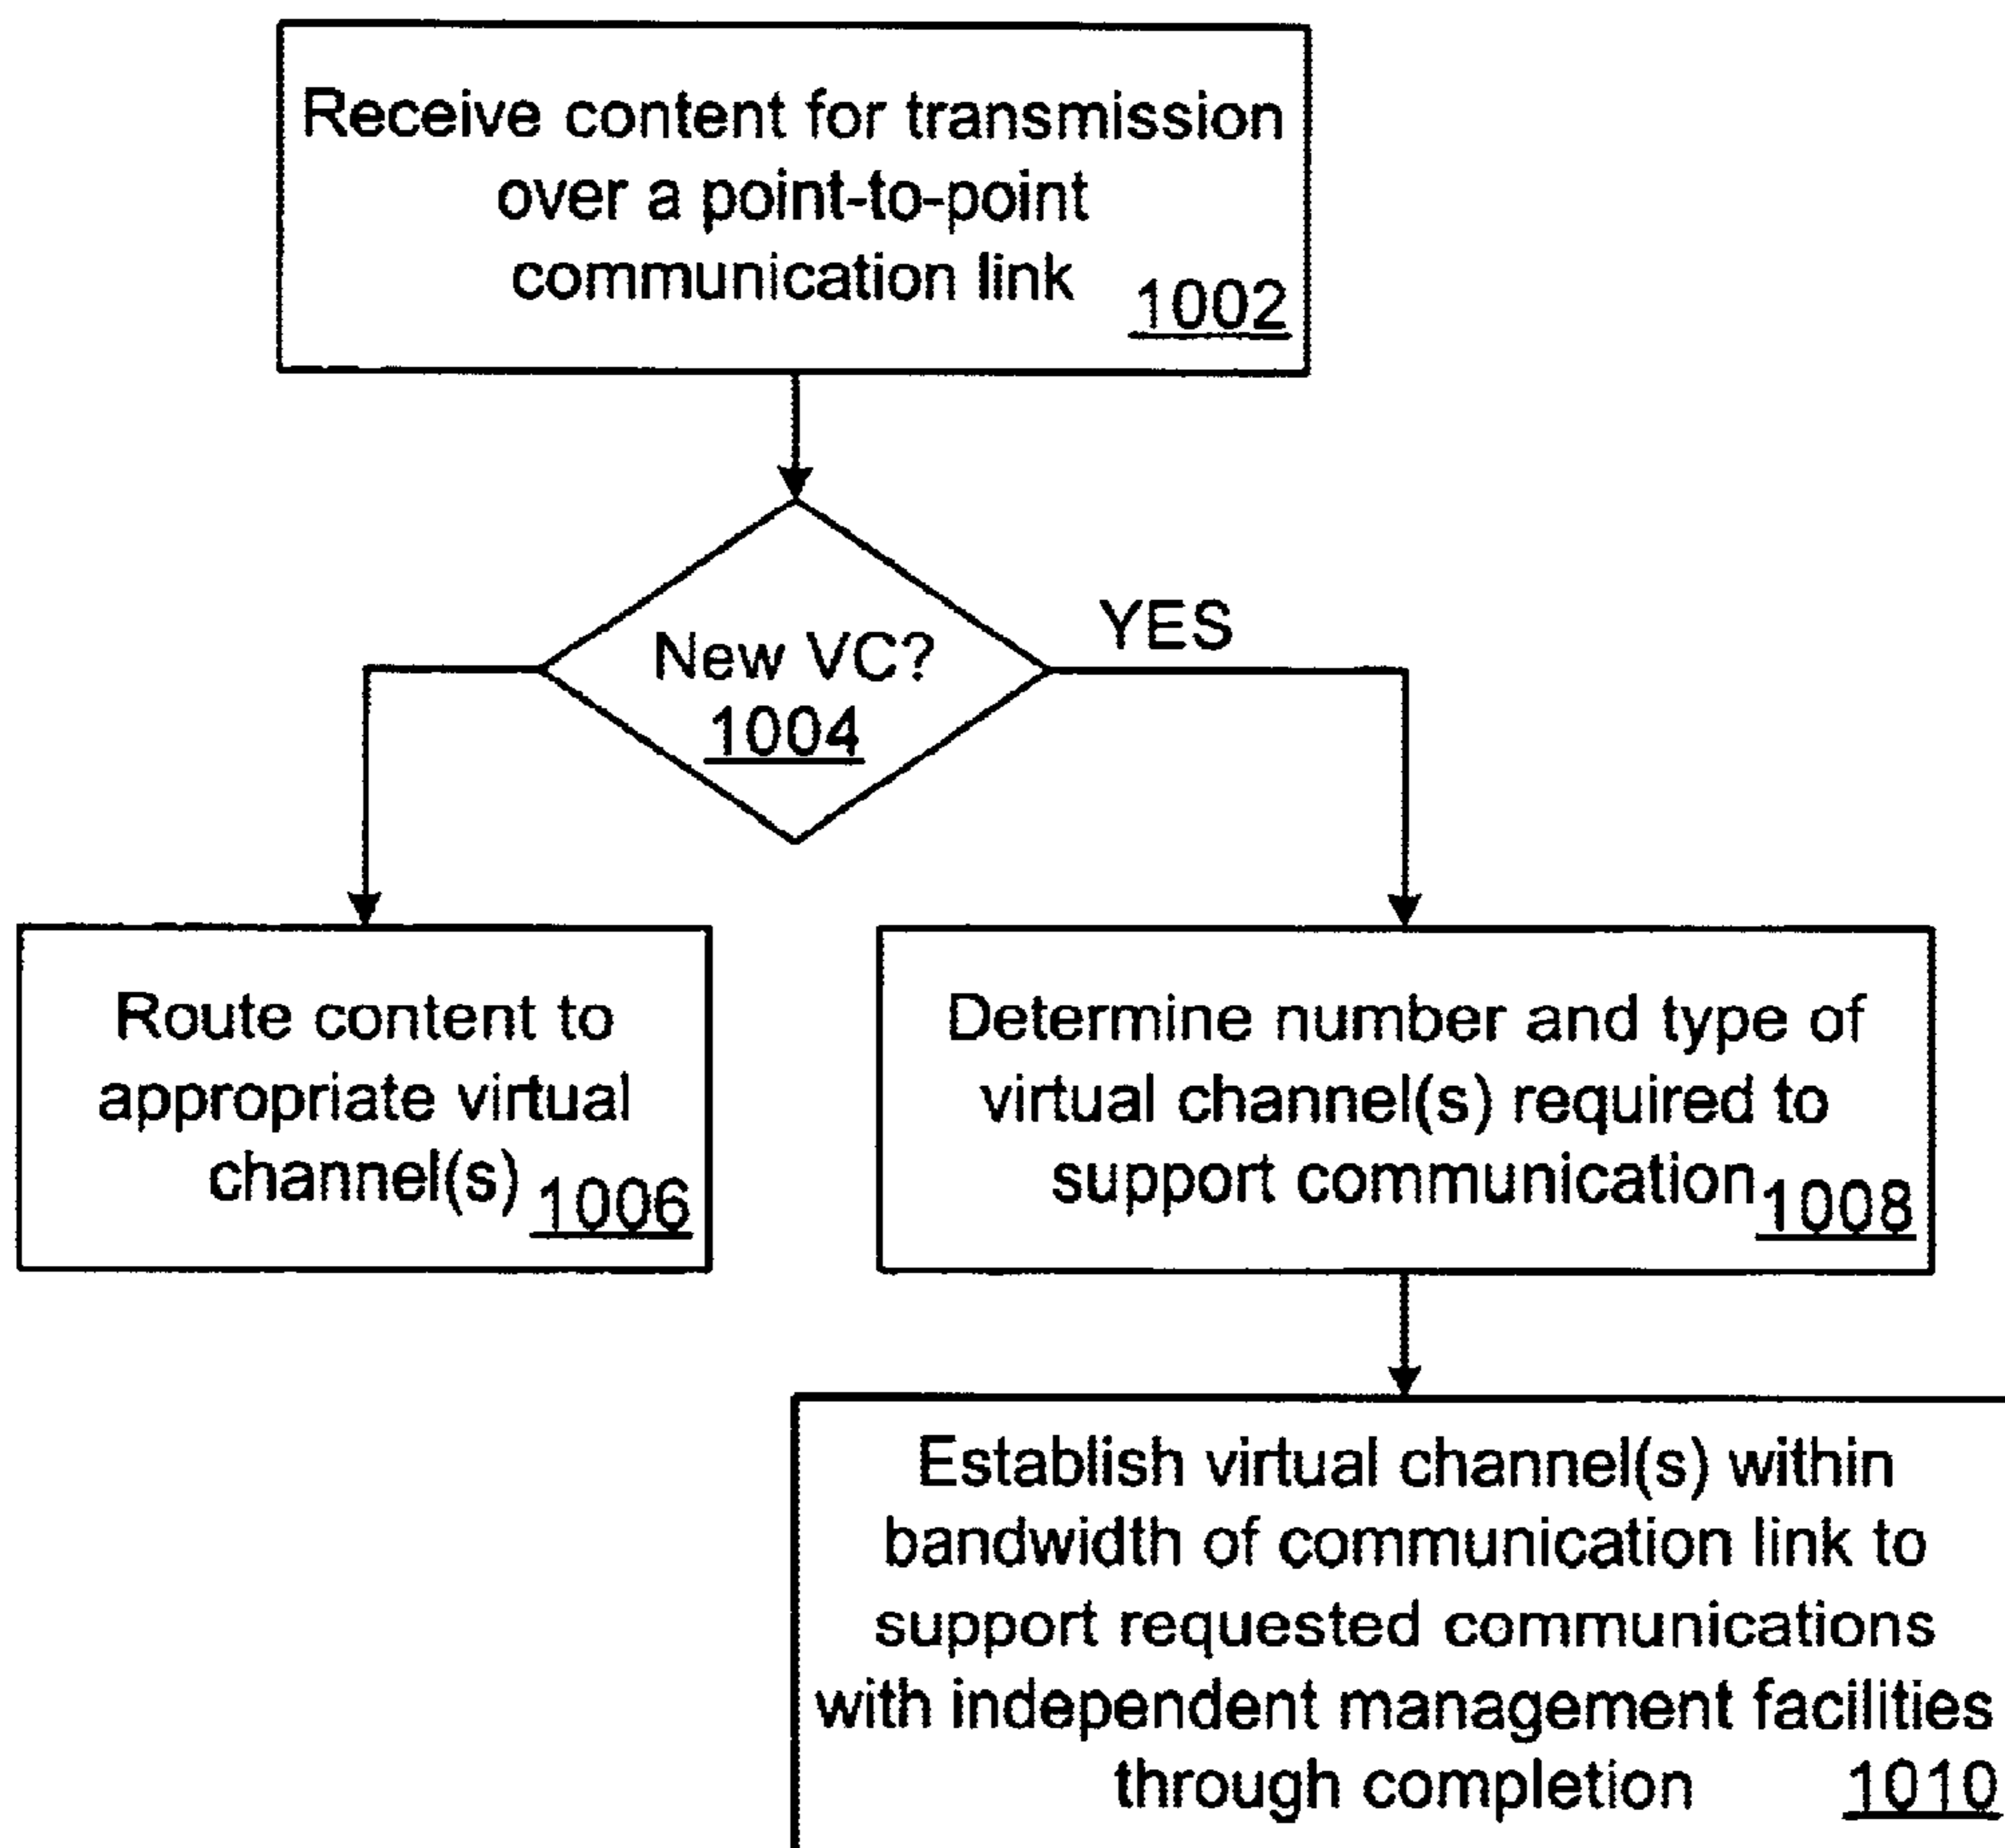 Receive content for transmission
over a point-to-point
communication link
1002
New VC?
1004
YES
Route content to
appropriate virtual
channel(s)
1006
Determine number and type of
virtual channel(s) required to
support communication
1008
Establish virtual channel(s) within
bandwidth of communication link to
support requested communications
with independent management facilities
through completion
1010